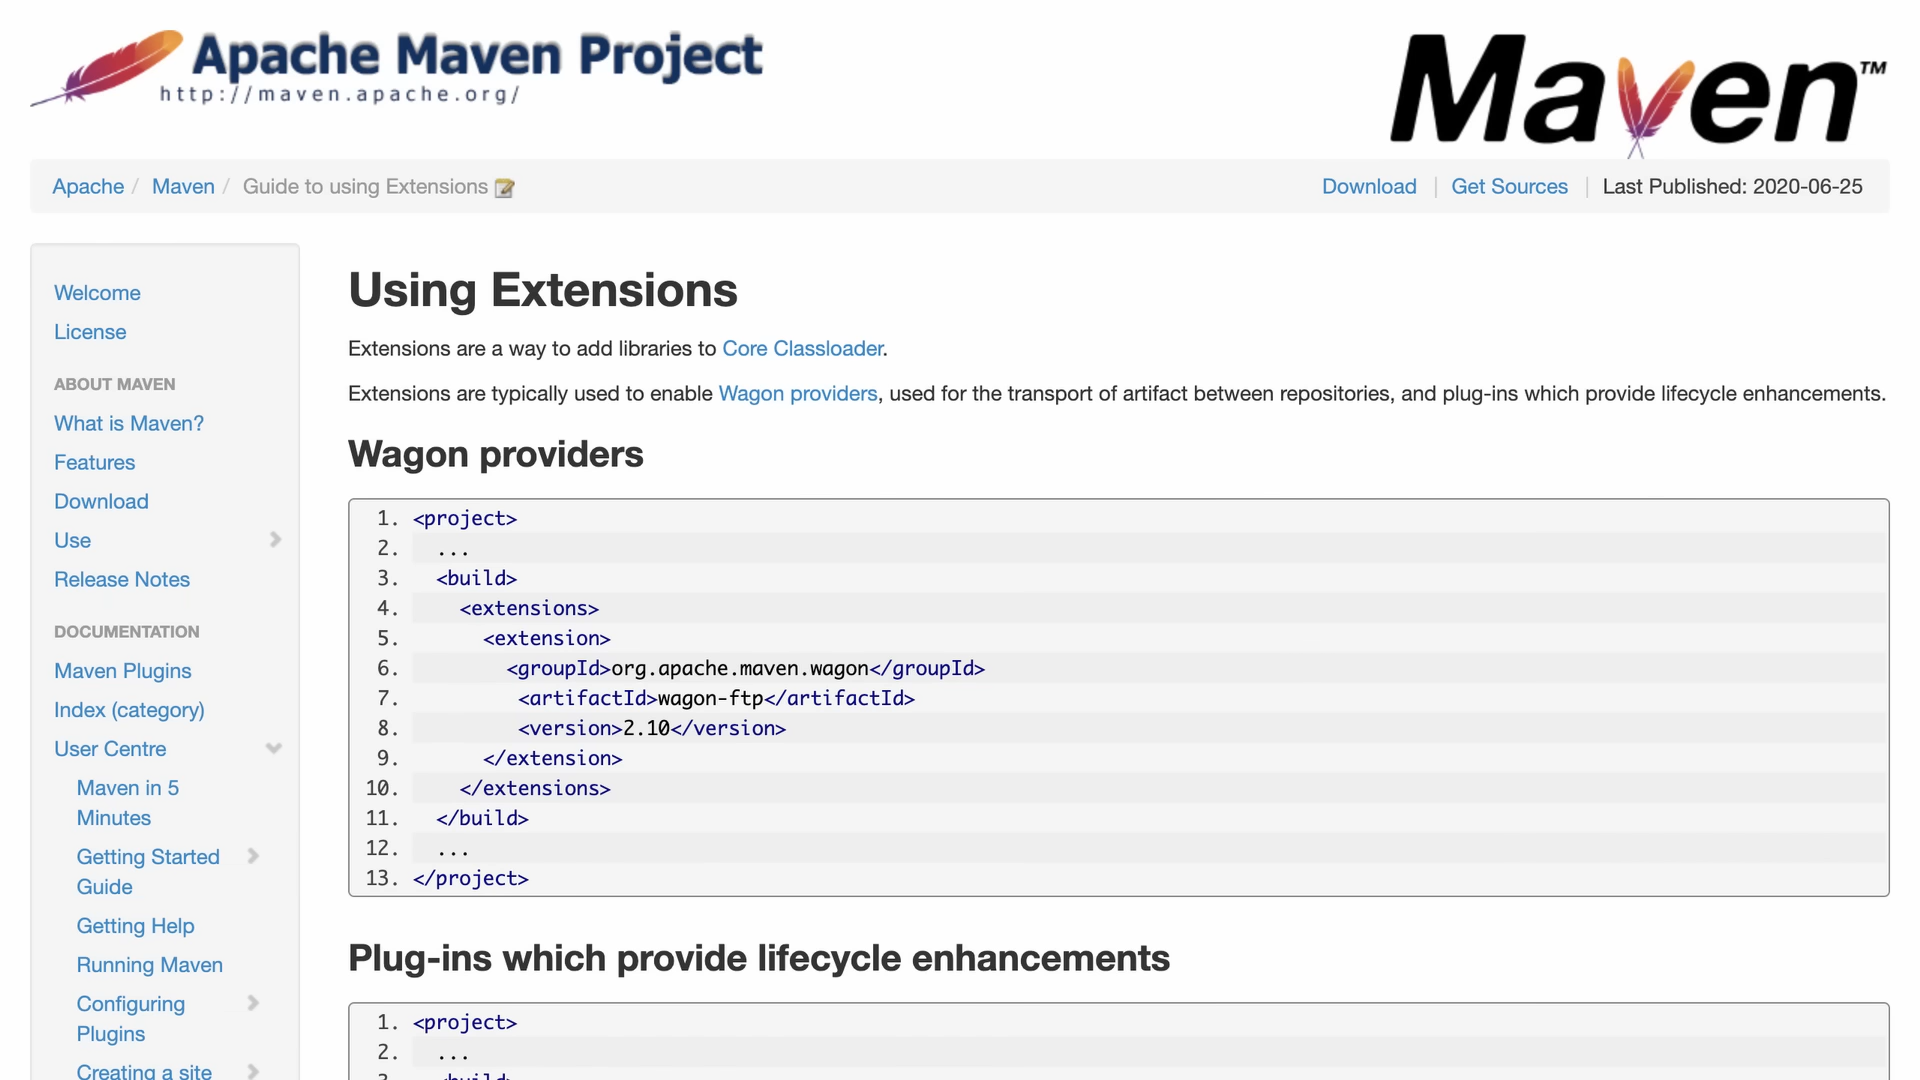 Apache Maven Project
http://maven.apache.org/
Maven™
Apache / Maven / Guide to using Extensions
Download | Get Sources | Last Published: 2020-06-25
Welcome
License
ABOUT MAVEN
What is Maven?
Features
Download
Use
Release Notes
DOCUMENTATION
Maven Plugins
Index (category)
User Centre
Maven in 5
Minutes
Getting Started
Guide
Getting Help
Running Maven
Configuring
Plugins
Creating a site
Using Extensions
Extensions are a way to add libraries to Core Classloader.
Extensions are typically used to enable Wagon providers, used for the transport of artifact between repositories, and plug-ins which provide lifecycle enhancements.
Wagon providers
1. <project>
2.   ...
3.   <build>
4.     <extensions>
5.       <extension>
6.         <groupId>org.apache.maven.wagon</groupId>
7.          <artifactId>wagon-ftp</artifactId>
8.          <version>2.10</version>
9.       </extension>
10.     </extensions>
11.   </build>
12.   ...
13. </project>
Plug-ins which provide lifecycle enhancements
1. <project>
2.   ...
3.   <build>